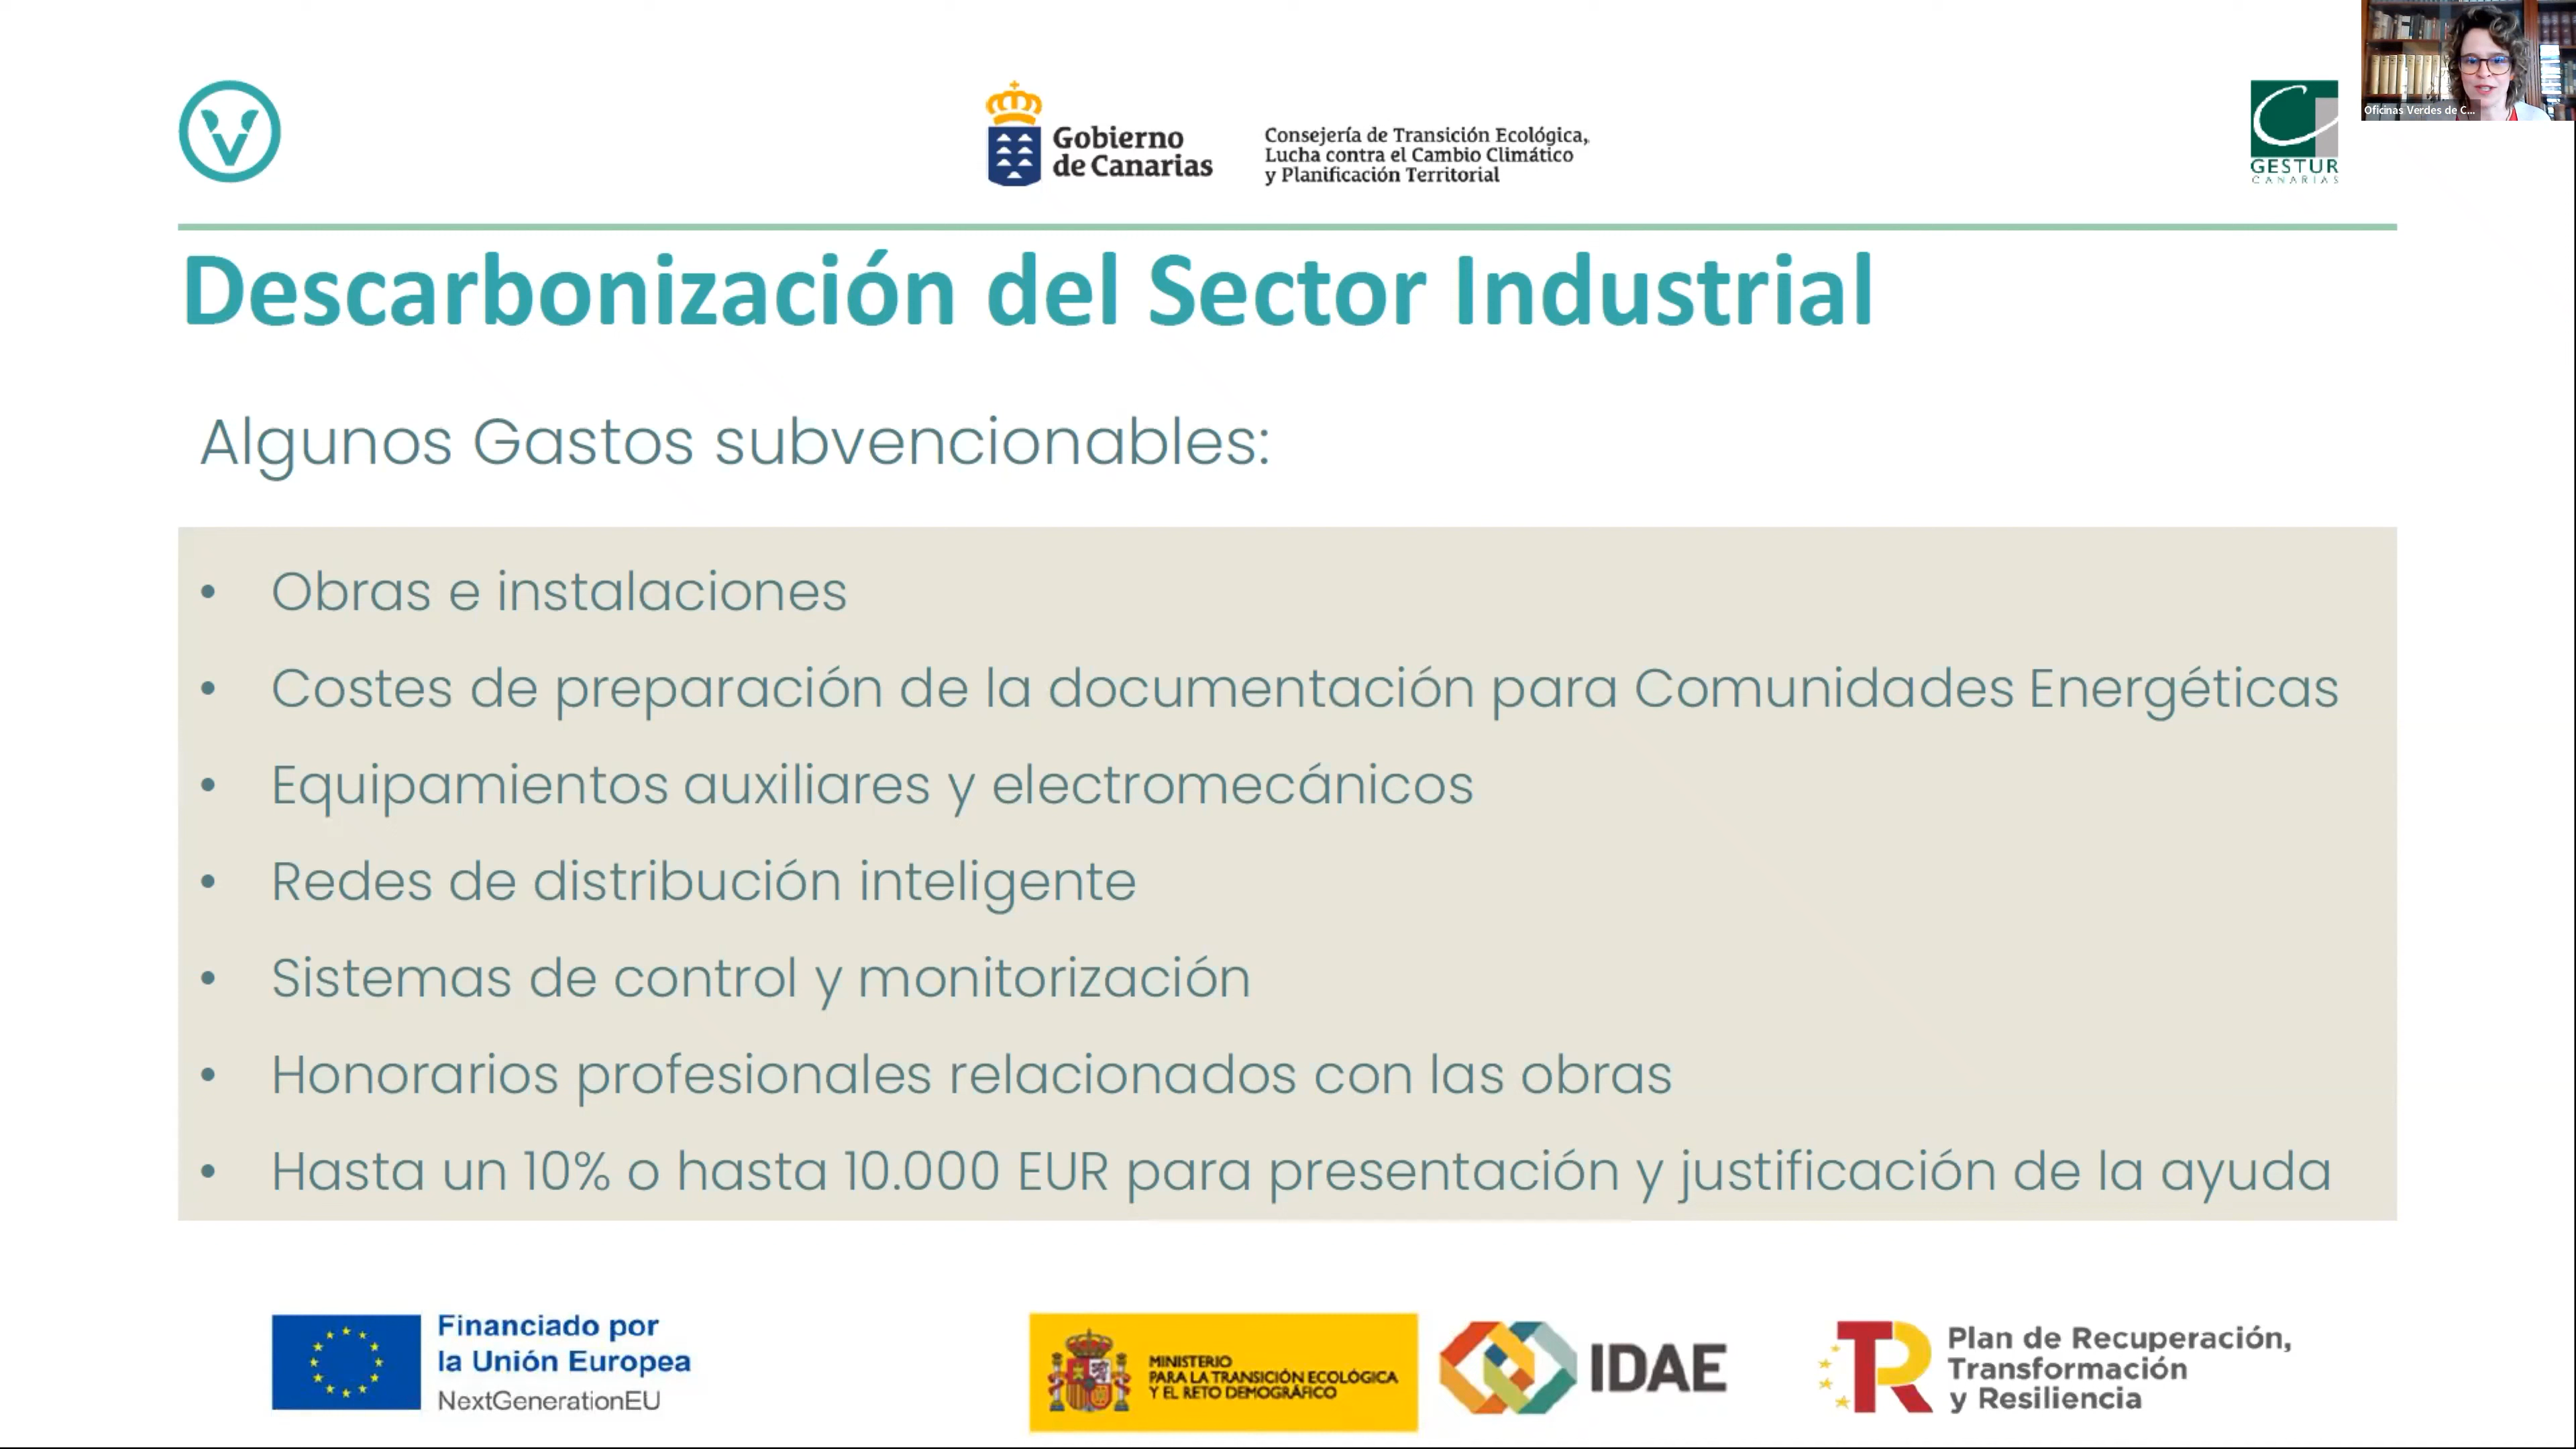 Oficinas Verdes de C...
Gobierno
de Canarias
Consejería de Transición Ecológica,
Lucha contra el Cambio Climático
y Planificación Territorial
GESTUR
CANARIAS
Descarbonización del Sector Industrial
Algunos Gastos subvencionables:
• Obras e instalaciones
• Costes de preparación de la documentación para Comunidades Energéticas
• Equipamientos auxiliares y electromecánicos
• Redes de distribución inteligente
• Sistemas de control y monitorización
• Honorarios profesionales relacionados con las obras
• Hasta un 10% o hasta 10.000 EUR para presentación y justificación de la ayuda
Financiado por
la Unión Europea
NextGenerationEU
MINISTERIO
PARA LA TRANSICIÓN ECOLÓGICA
Y EL RETO DEMOGRÁFICO
IDAE
Plan de Recuperación,
Transformación
y Resiliencia